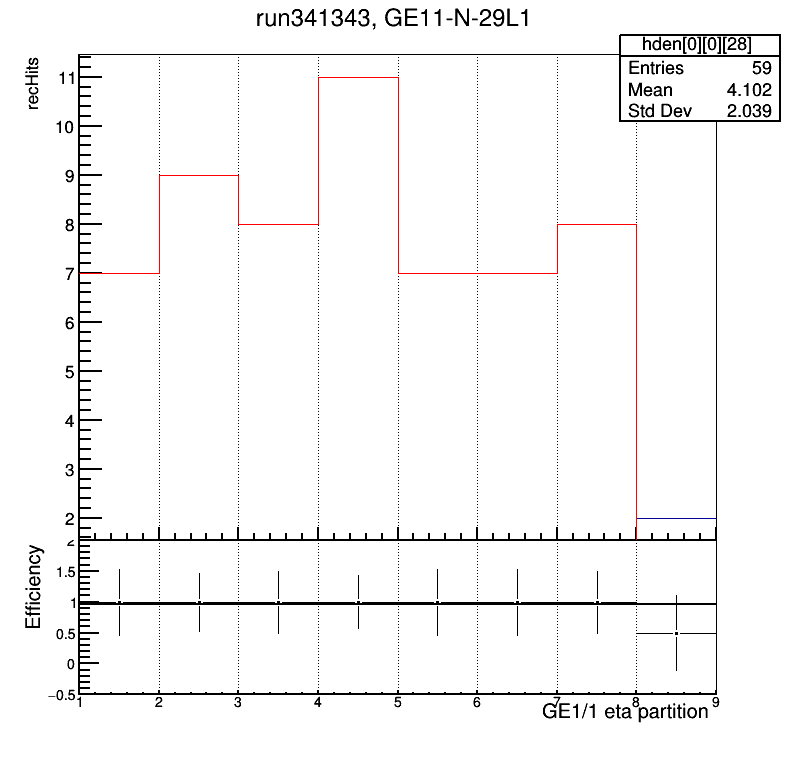 run341343, GE11-N-29L1
hden[0][0][28]
Entries 59
Mean 4.102
Std Dev 2.039
recHits
11
10
9
8
7
6
5
4
3
2
Efficiency
2
1.5
1
0.5
0
−0.5
1 2 3 4 5 6 7 8 9
GE1/1 eta partition